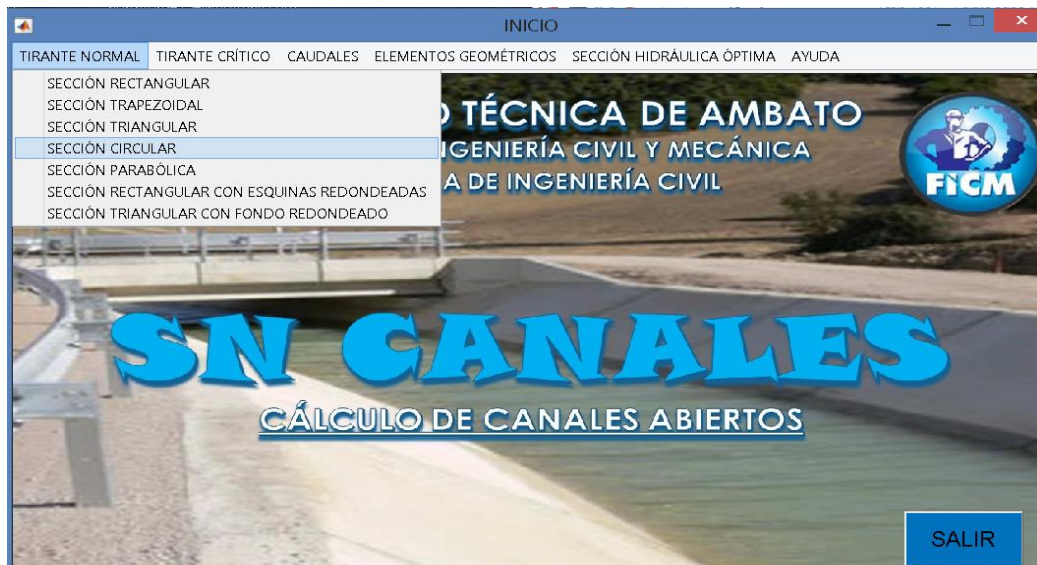 INICIO
TIRANTE NORMAL TIRANTE CRÍTICO CAUDALES ELEMENTOS GEOMÉTRICOS SECCIÓN HIDRÁULICA ÓPTIMA AYUDA
SECCIÓN RECTANGULAR
SECCIÓN TRAPEZOIDAL
SECCIÓN TRIANGULAR
SECCIÓN CIRCULAR
SECCIÓN PARABÓLICA
SECCIÓN RECTANGULAR CON ESQUINAS REDONDEADAS
SECCIÓN TRIANGULAR CON FONDO REDONDEADO
TÉCNICA DE AMBATO
CIVIL Y MECÁNICA
A DE INGENIERÍA CIVIL
FiCM
SN CANALES
CÁLCULO DE CANALES ABIERTOS
SALIR